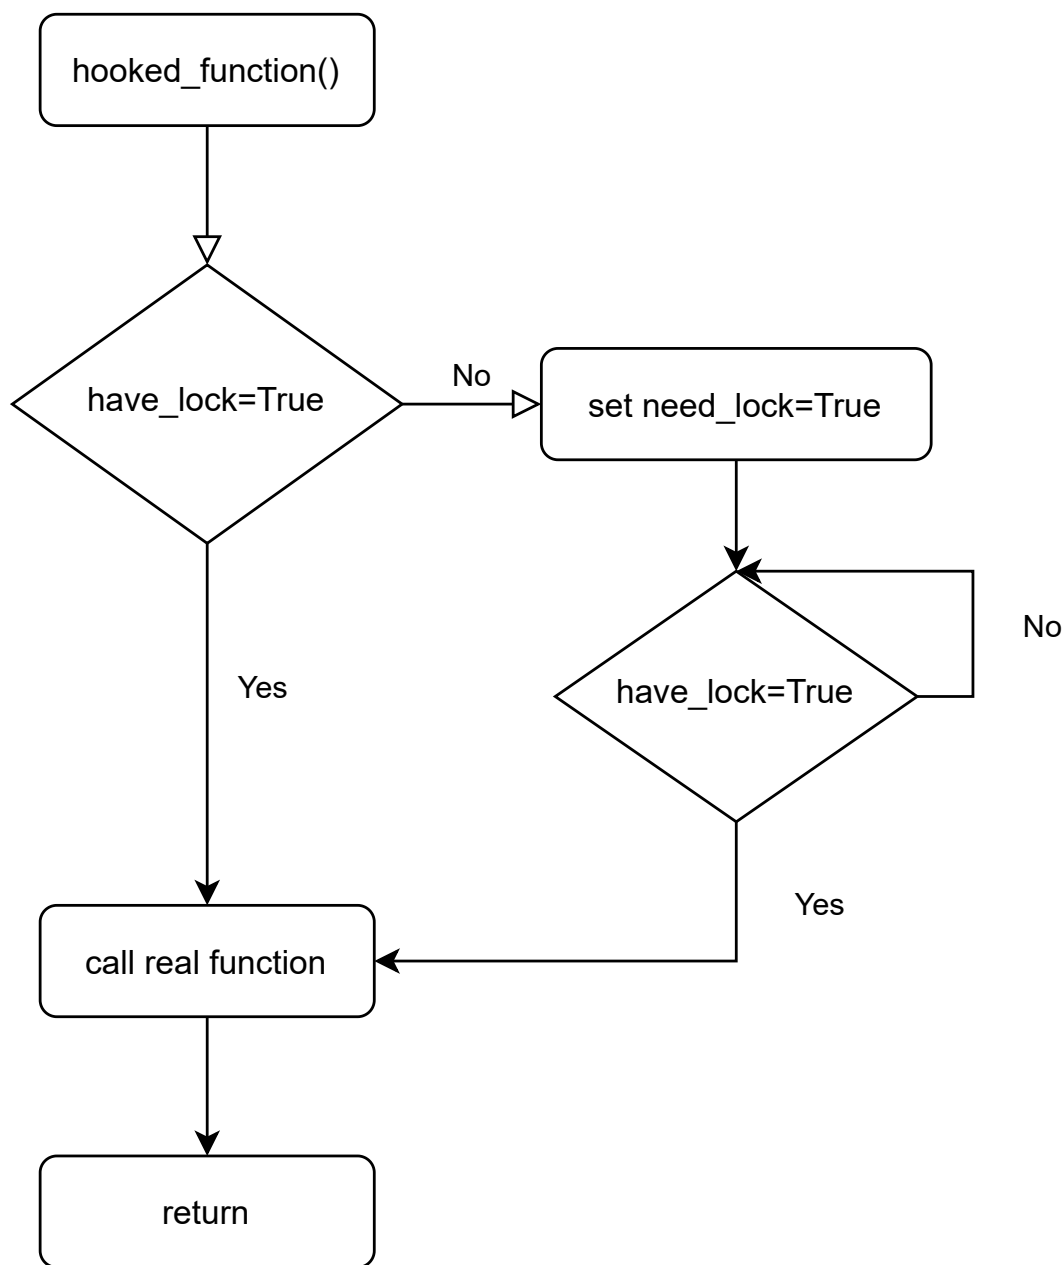 hooked_function()
have_lock=True
No
set need_lock=True
No
have_lock=True
Yes
Yes
call real function
return